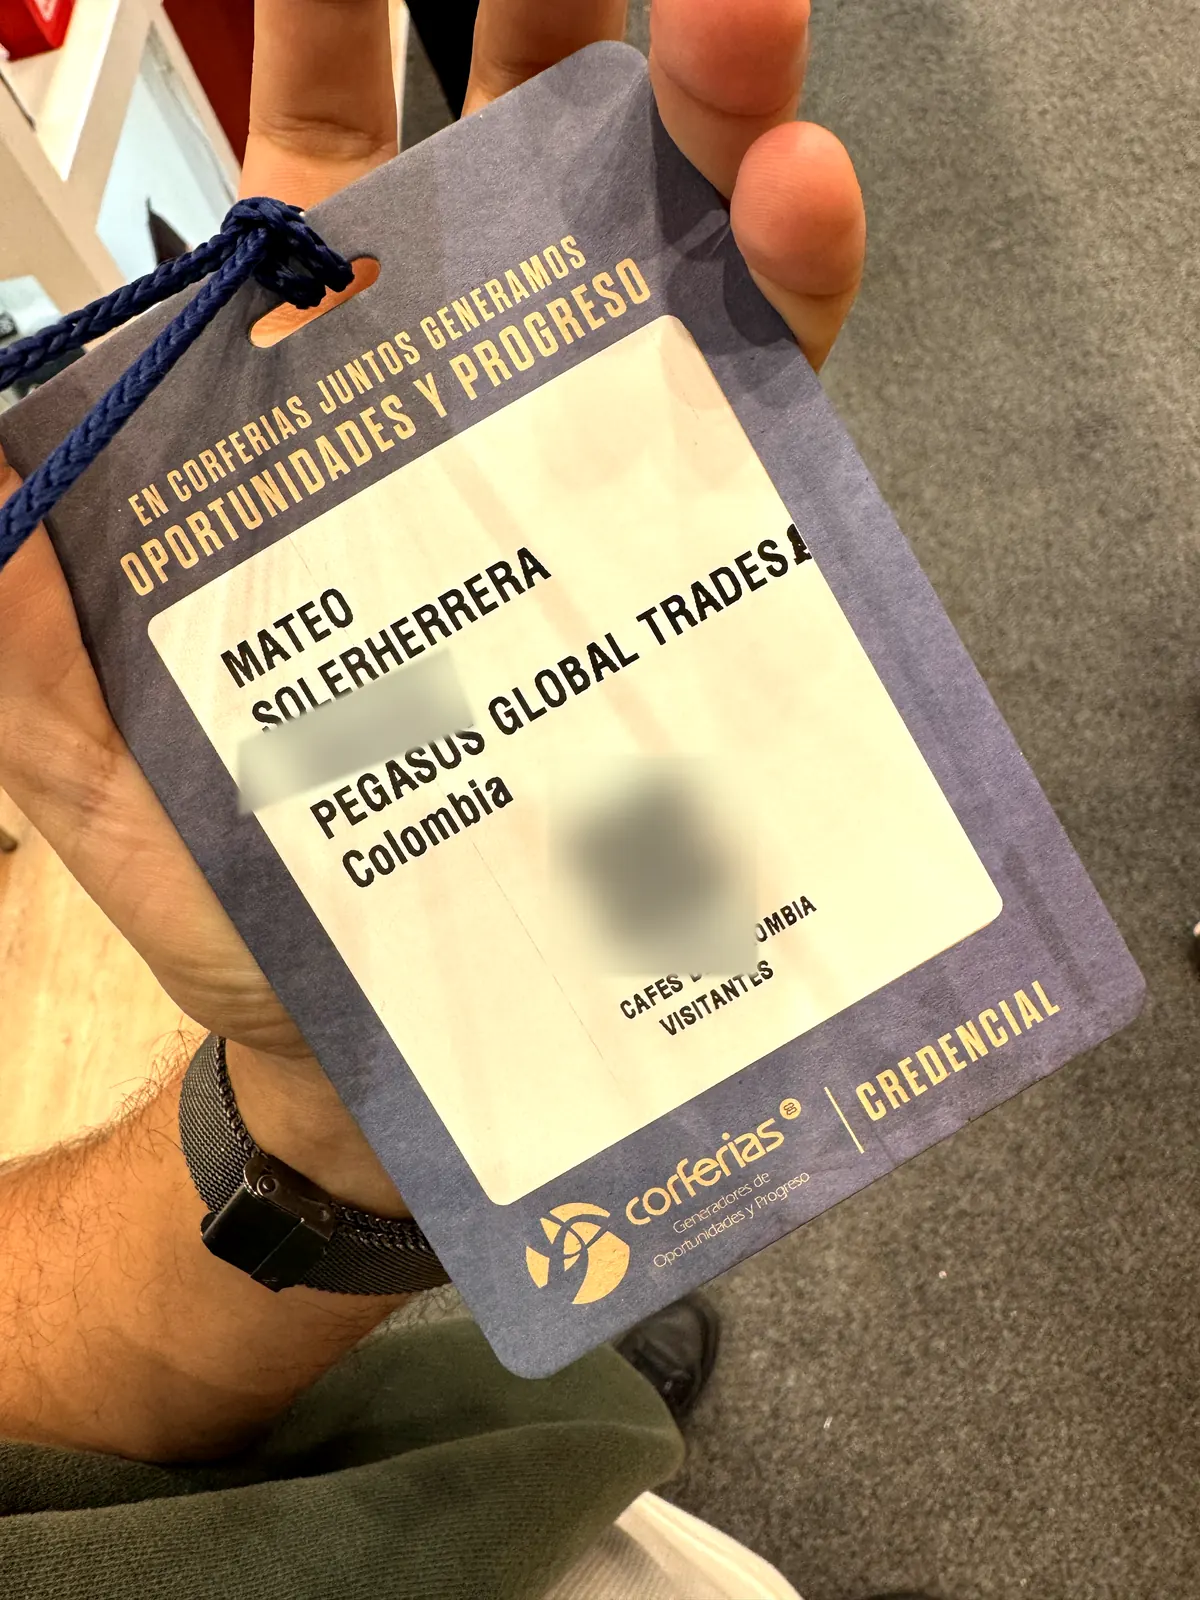 EN CORFERIAS JUNTOS GENERAMOS
OPORTUNIDADES Y PROGRESO
MATEO
SOLERHERRERA
PEGASUS GLOBAL TRADESA
Colombia
CAFES
VISITANTES
corferias
Generadores de
Oportunidades y Progreso
CREDENCIAL